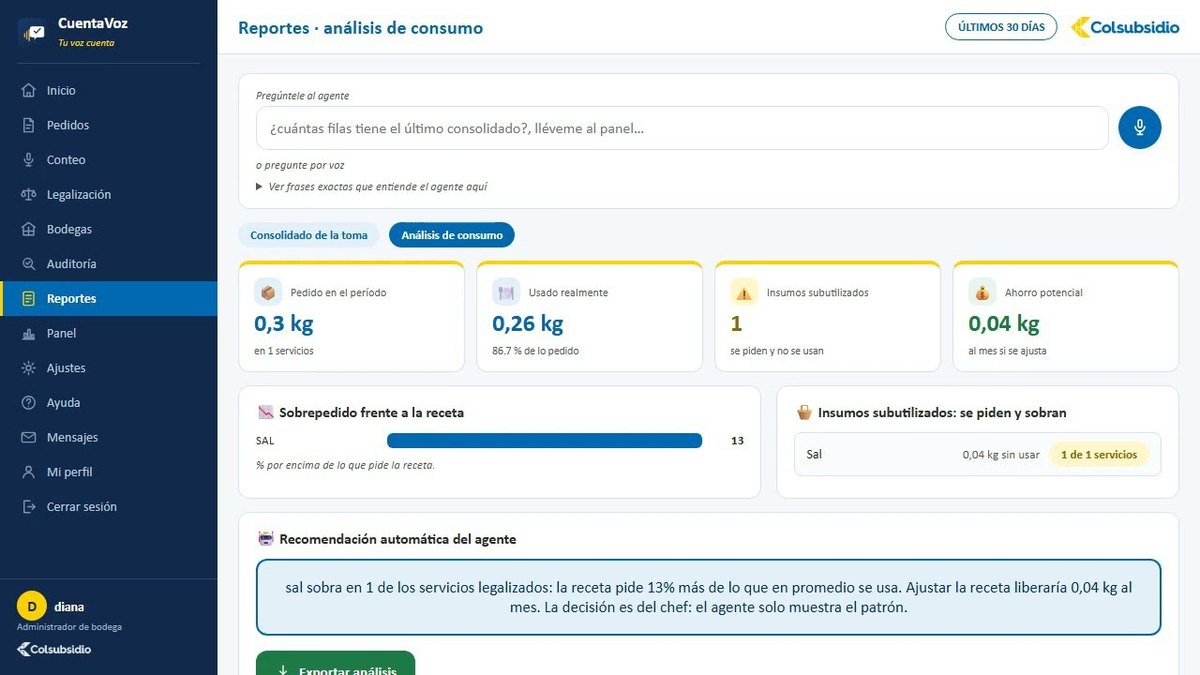 CuentaVoz
Tu voz cuenta
Inicio
Pedidos
Conteo
Legalización
Bodegas
Auditoría
Reportes
Panel
Ajustes
Ayuda
Mensajes
Mi perfil
Cerrar sesión
D
diana
Administrador de bodega
Colsubsidio
Reportes · análisis de consumo
ÚLTIMOS 30 DÍAS
Colsubsidio
Pregúntele al agente
¿cuántas filas tiene el último consolidado?, lléveme al panel...
o pregunte por voz
Ver frases exactas que entiende el agente aquí
Consolidado de la toma
Análisis de consumo
Pedido en el período
0,3 kg
en 1 servicios
Usado realmente
0,26 kg
86.7 % de lo pedido
Insumos subutilizados
1
se piden y no se usan
Ahorro potencial
0,04 kg
al mes si se ajusta
Sobrepedido frente a la receta
SAL 13
% por encima de lo que pide la receta.
Insumos subutilizados: se piden y sobran
Sal 0,04 kg sin usar 1 de 1 servicios
Recomendación automática del agente
sal sobra en 1 de los servicios legalizados: la receta pide 13% más de lo que en promedio se usa. Ajustar la receta liberaría 0,04 kg al
mes. La decisión es del chef: el agente solo muestra el patrón.
Exportar análisis